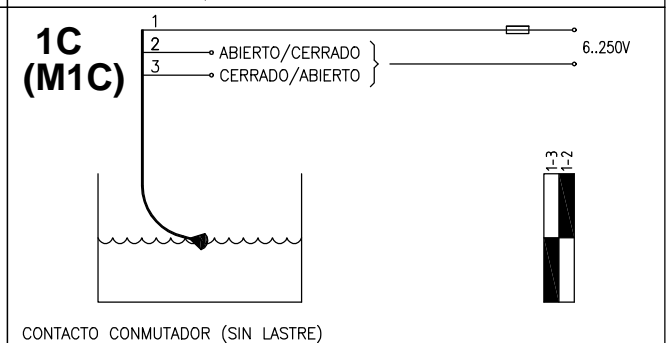 1C
(M1C)
1
2
3
ABIERTO/CERRADO
CERRADO/ABIERTO
6..250V
1-3
1-2
CONTACTO CONMUTADOR (SIN LASTRE)